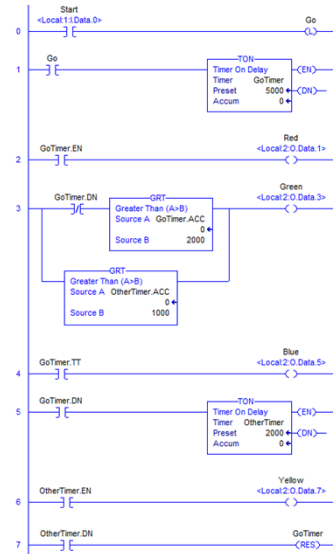 Start
<Local:1:I.Data.0>
Go
0
L
Go
1
TON
Timer On Delay
Timer GoTimer
Preset 5000
Accum 0
EN
DN
GoTimer.EN
Red
<Local:2:O.Data.1>
2
GoTimer.DN
Green
<Local:2:O.Data.3>
3
GRT
Greater Than (A>B)
Source A GoTimer.ACC
0
Source B 2000
GRT
Greater Than (A>B)
Source A OtherTimer.ACC
0
Source B 1000
GoTimer.TT
Blue
<Local:2:O.Data.5>
4
GoTimer.DN
5
TON
Timer On Delay
Timer OtherTimer
Preset 2000
Accum 0
EN
DN
OtherTimer.EN
Yellow
<Local:2:O.Data.7>
6
OtherTimer.DN
GoTimer
7
RES